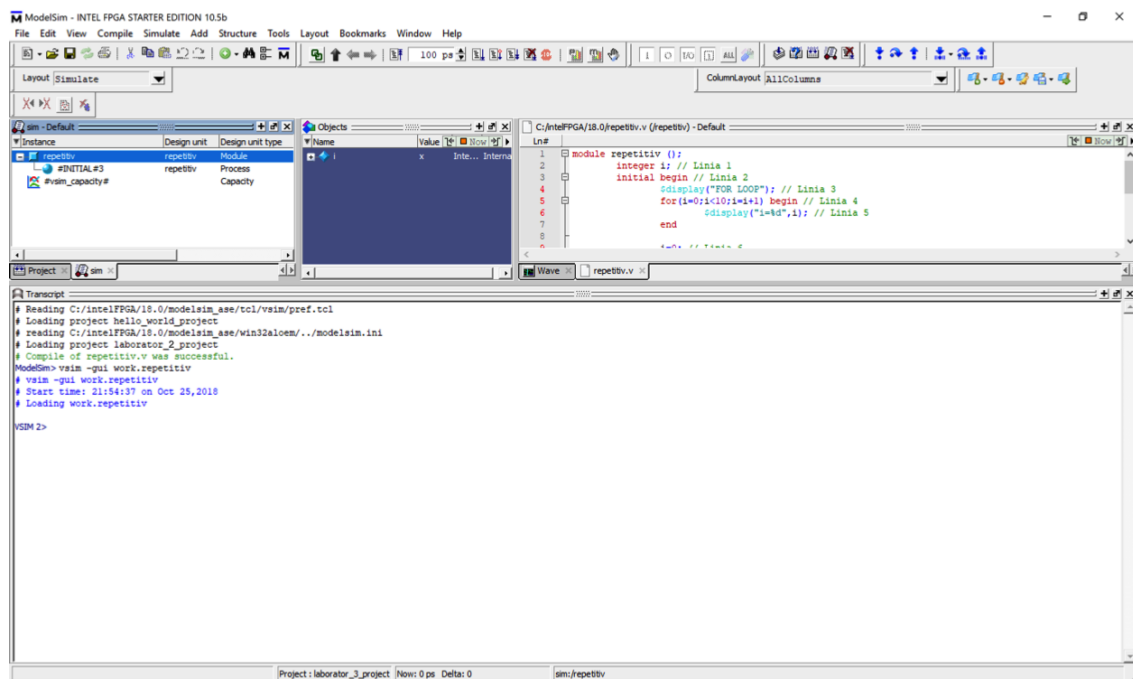 ModelSim - INTEL FPGA STARTER EDITION 10.5b
File Edit View Compile Simulate Add Structure Tools Layout Bookmarks Window Help
100 ps
Layout Simulate
ColumnLayout AllColumns
sim - Default
Instance Design unit Design unit type
repetitiv repetitiv Module
#INITIAL#3 repetitiv Process
#vsim_capacity# Capacity
Project sim
Objects
Name Value Now
i x Inte... Interna
C:/intelFPGA/18.0/repetitiv.v (/repetitiv) - Default
Ln# Now
1 module repetitiv ();
2 integer i; // Linia 1
3 initial begin // Linia 2
4 $display("FOR LOOP"); // Linia 3
5 for(i=0;i<10;i=i+1) begin // Linia 4
6 $display("i=%d",i); // Linia 5
7 end
8
9 i=0; // Linia 6
Wave repetitiv.v
Transcript
# Reading C:/intelFPGA/18.0/modelsim_ase/tcl/vsim/pref.tcl
# Loading project hello_world_project
# reading C:/intelFPGA/18.0/modelsim_ase/win32aloem/../modelsim.ini
# Loading project laborator_2_project
# Compile of repetitiv.v was successful.
ModelSim> vsim -gui work.repetitiv
# vsim -gui work.repetitiv
# Start time: 21:54:37 on Oct 25,2018
# Loading work.repetitiv
VSIM 2>
Project : laborator_3_project Now: 0 ps Delta: 0 sim:/repetitiv